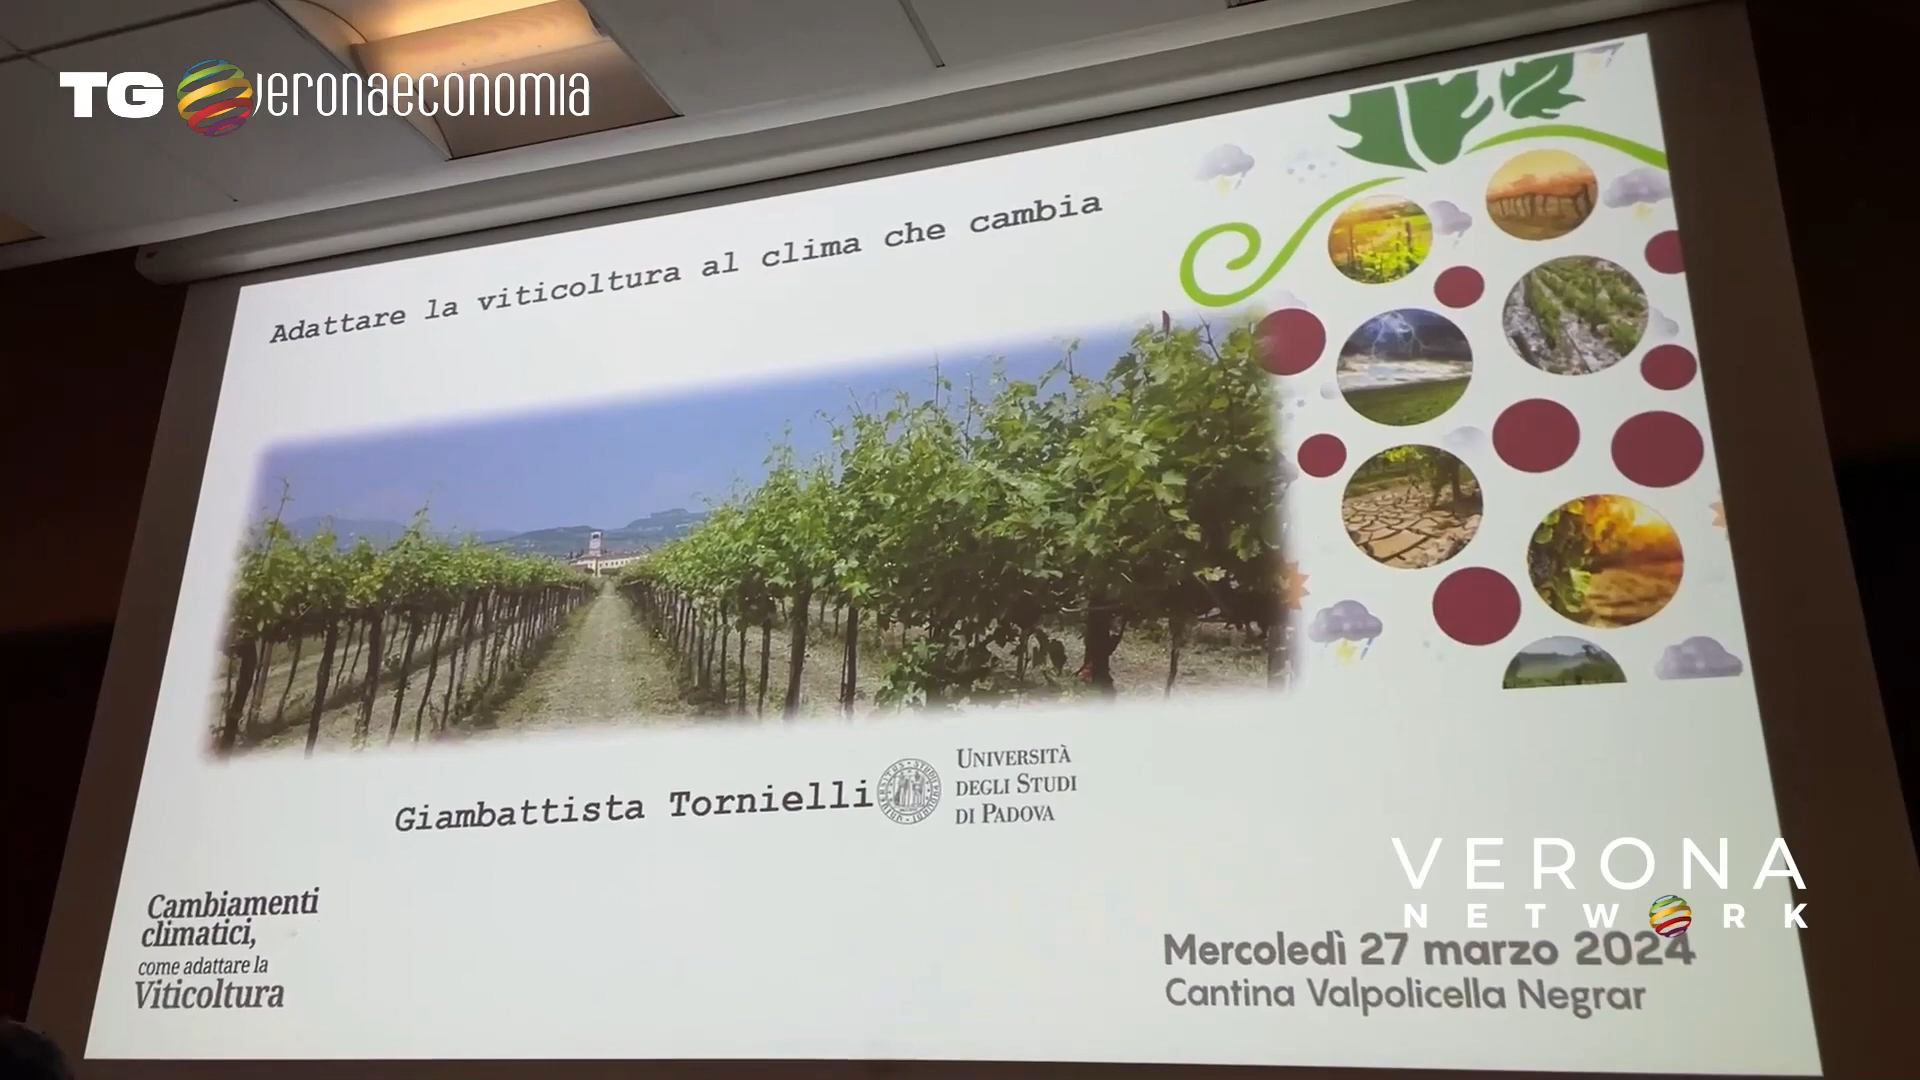 TG veronaeconomia
Adattare la viticoltura al clima che cambia
Giambattista Tornielli
UNIVERSITÀ
DEGLI STUDI
DI PADOVA
Cambiamenti
climatici,
come adattare la
Viticoltura
VERONA
NETWORK
Mercoledì 27 marzo 2024
Cantina Valpolicella Negrar